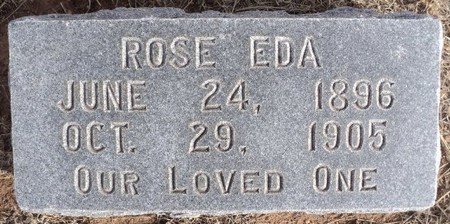 ROSE EDA
JUNE 24, 1896
OCT. 29, 1905
OUR LOVED ONE